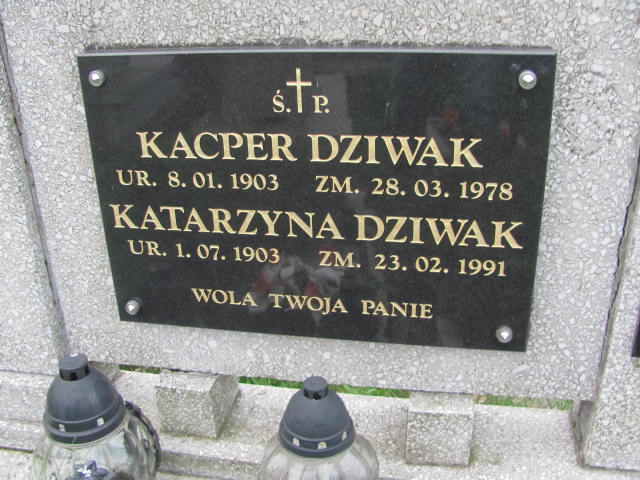 Ś. P.
KACPER DZIWAK
UR. 8. 01. 1903 ZM. 28. 03. 1978
KATARZYNA DZIWAK
UR. 1. 07. 1903 ZM. 23. 02. 1991
WOLA TWOJA PANIE